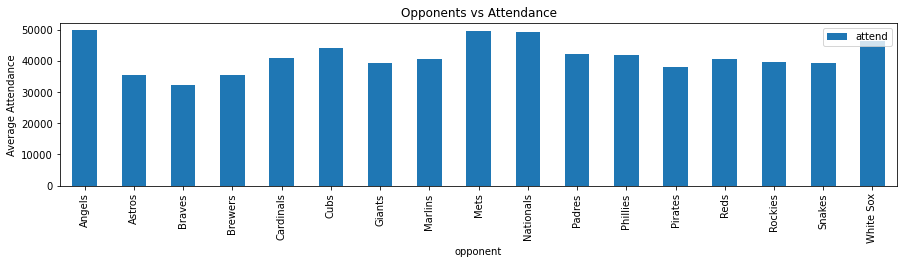 Opponents vs Attendance
attend
Average Attendance
50000
40000
30000
20000
10000
0
Angels
Astros
Braves
Brewers
Cardinals
Cubs
Giants
Marlins
Mets
Nationals
Padres
Phillies
Pirates
Reds
Rockies
Snakes
White Sox
opponent